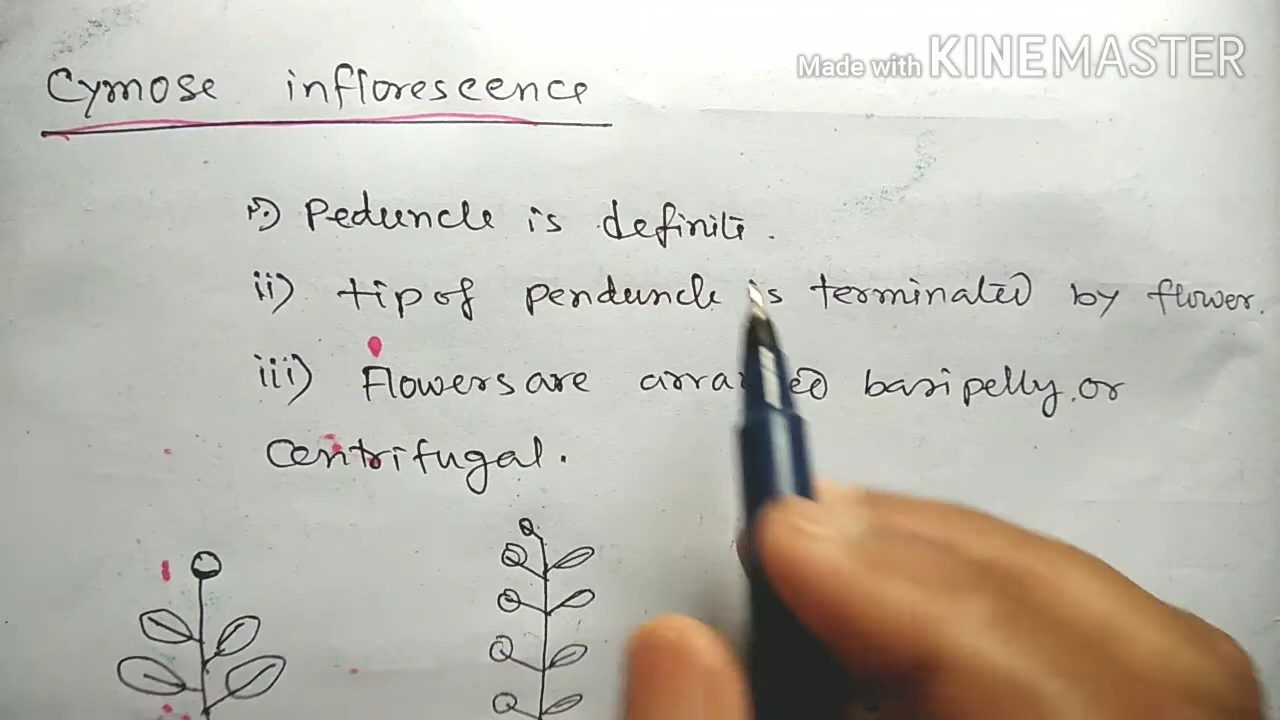 Made with KINEMASTER
Cymose inflorescence
i) Peduncle is definite.
ii) tip of penduncle is terminated by flower.
iii) Flowers are basipelly or
Centrifugal.